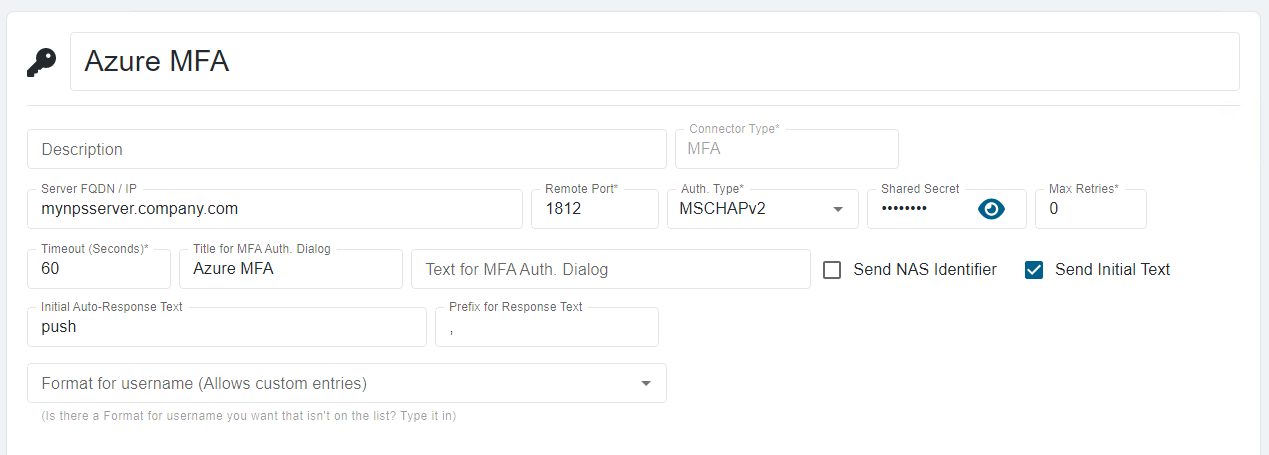 Azure MFA
Description
Connector Type*
MFA
Server FQDN / IP
mynpsserver.company.com
Remote Port*
1812
Auth. Type*
MSCHAPv2
Shared Secret
••••••••
Max Retries*
0
Timeout (Seconds)*
60
Title for MFA Auth. Dialog
Azure MFA
Text for MFA Auth. Dialog
Send NAS Identifier
Send Initial Text
Initial Auto-Response Text
push
Prefix for Response Text
,
Format for username (Allows custom entries)
(Is there a Format for username you want that isn't on the list? Type it in)